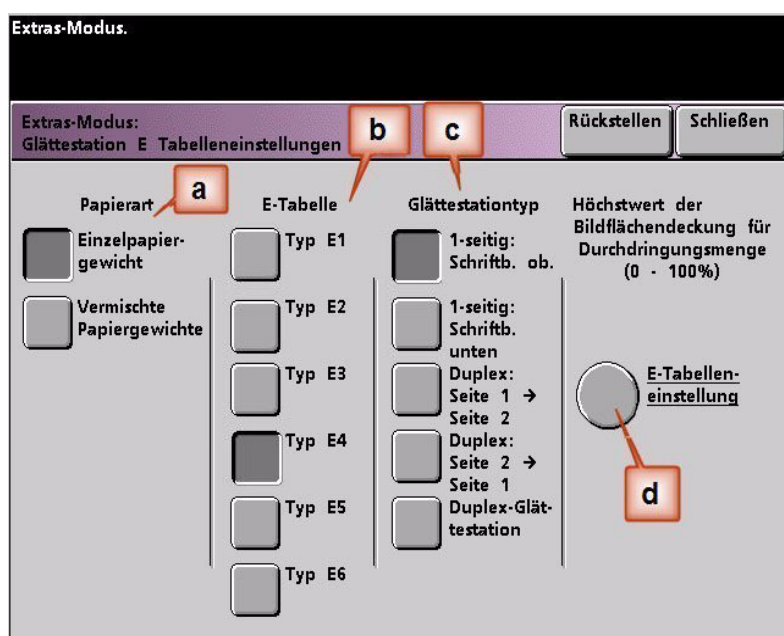 Extras-Modus.
Extras-Modus:
Glättestation E Tabelleneinstellungen
Rückstellen
Schließen
a
b
c
d
Papierart
Einzelpapier-
gewicht
Vermischte
Papiergewichte
E-Tabelle
Typ E1
Typ E2
Typ E3
Typ E4
Typ E5
Typ E6
Glättestationtyp
1-seitig:
Schriftb. ob.
1-seitig:
Schriftb.
unten
Duplex:
Seite 1 →
Seite 2
Duplex:
Seite 2 →
Seite 1
Duplex-Glät-
testation
Höchstwert der
Bildflächendeckung für
Durchdringungsmenge
(0 - 100%)
E-Tabellen-
einstellung